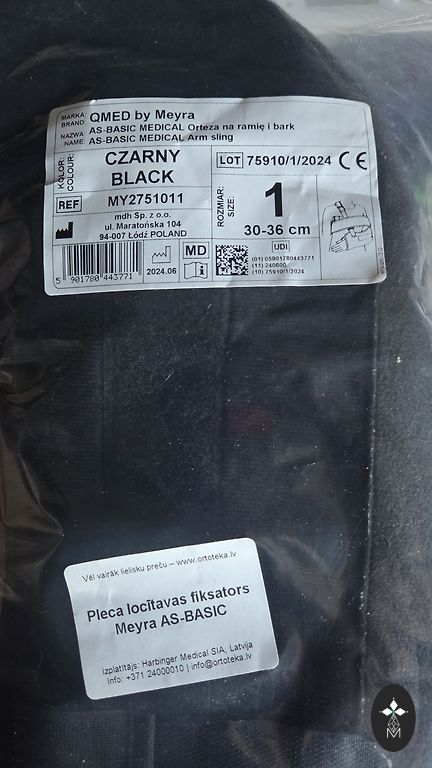 MARKA: QMED by Meyra
BRAND:
NAZWA: AS-BASIC MEDICAL Orteza na ramię i bark
NAME: AS-BASIC MEDICAL Arm sling
KOLOR: CZARNY
COLOUR: BLACK
LOT 75910/1/2024 CE
REF MY2751011
ROZMIAR: 1
SIZE: 30-36 cm
mdh Sp. z o.o.
ul. Maratońska 104
94-007 Łódź POLAND
5 901780 443771
2024.06
MD
UDI
(01) 05901780443771
(11) 240600
(10) 75910/1/2024
Vēl vairāk lielisku preču – www.ortoteka.lv
Pleca locītavas fiksators
Meyra AS-BASIC
Izplatītājs: Harbinger Medical SIA, Latvija
Info: +371 24000010 | info@ortoteka.lv
M